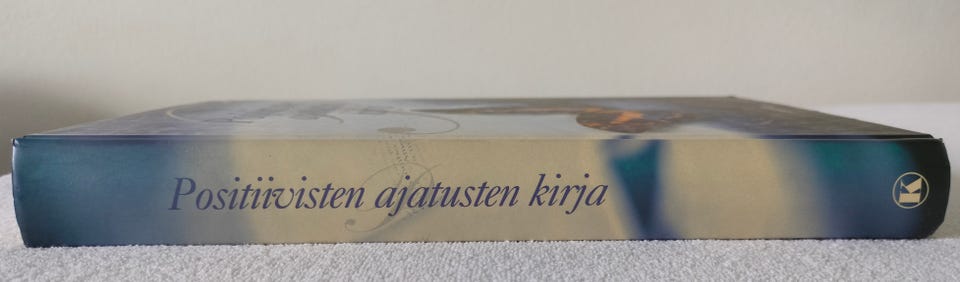 Positiivisten ajatusten kirja
K